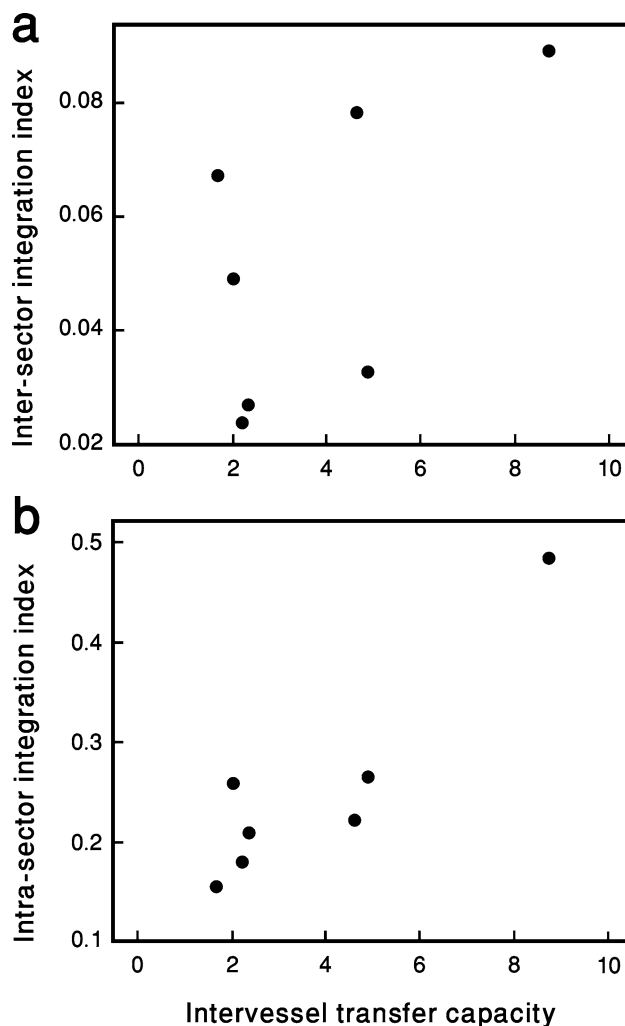 a
Inter-sector integration index
0.08
0.06
0.04
0.02
0 2 4 6 8 10
b
Intra-sector integration index
0.5
0.4
0.3
0.2
0.1
0 2 4 6 8 10
Intervessel transfer capacity